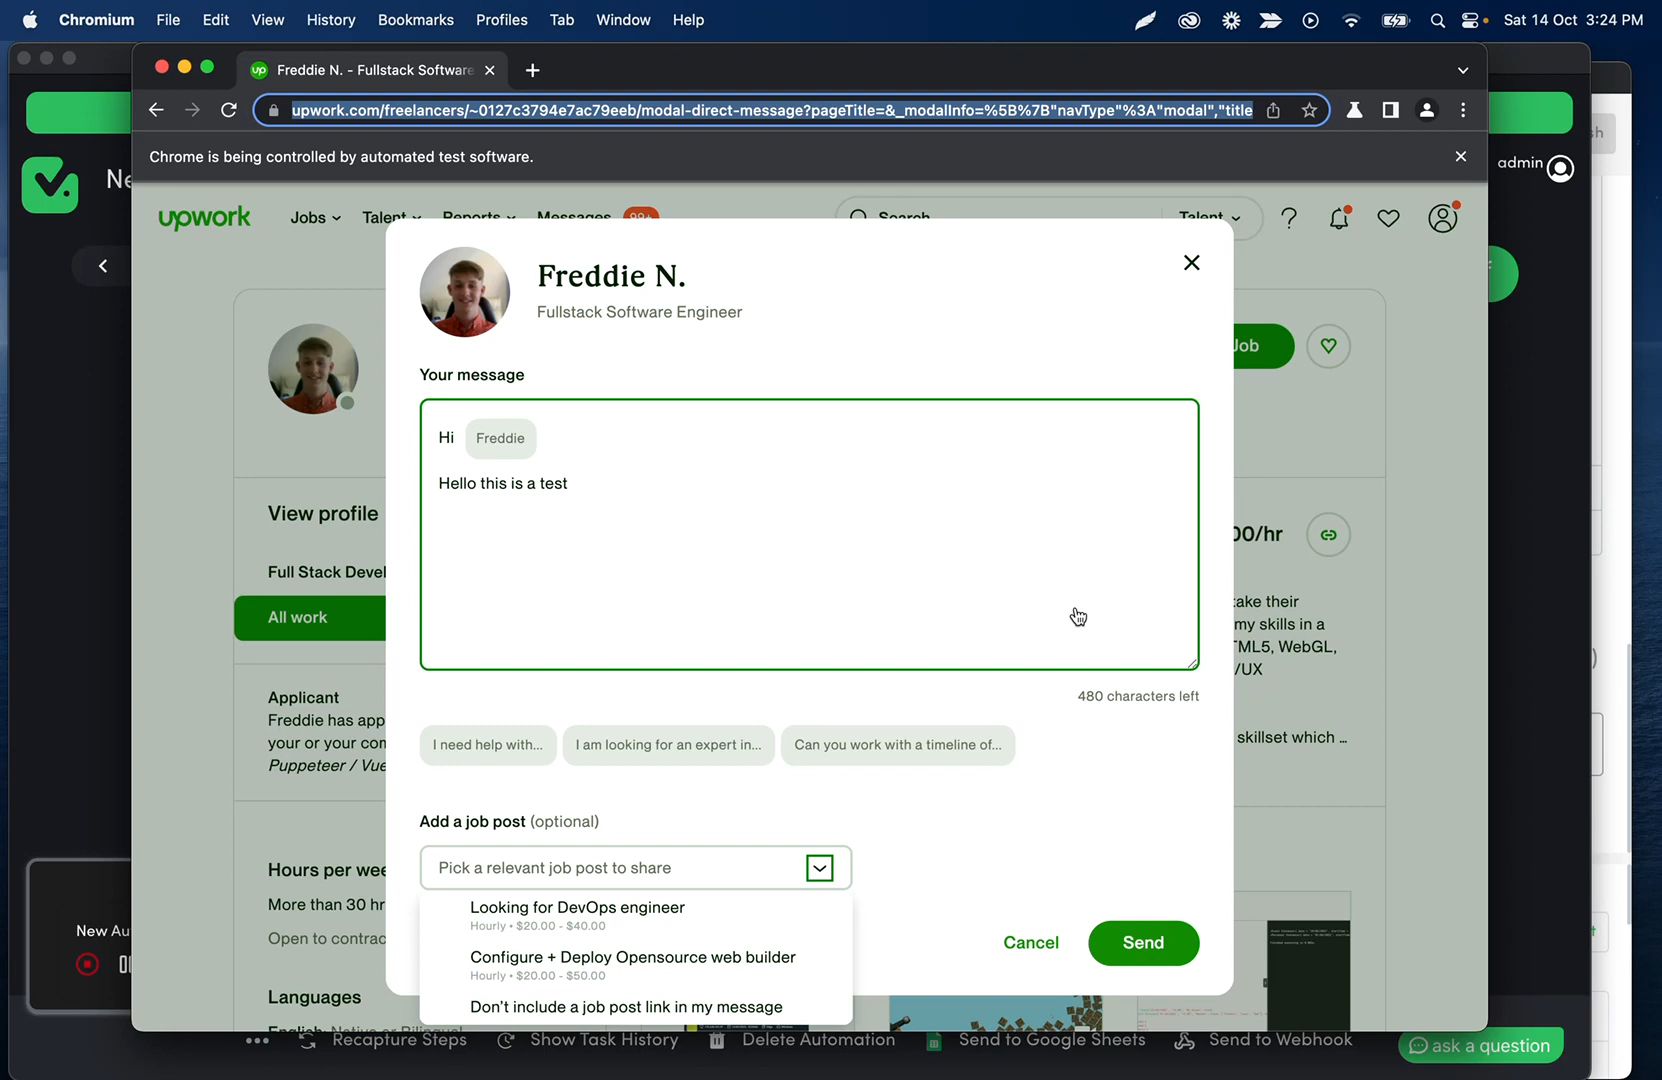 Chromium File Edit View History Bookmarks Profiles Tab Window Help Sat 14 Oct 3:24 PM
Freddie N. - Fullstack Software
upwork.com/freelancers/~0127c3794e7ac79eeb/modal-direct-message?pageTitle=&_modalInfo=%5B%7B"navType"%3A"modal","title
Chrome is being controlled by automated test software.
admin
upwork Jobs Talent Reports Messages 99+ Search Talent
Freddie N.
Fullstack Software Engineer
Job
Your message
Hi Freddie
Hello this is a test
View profile
00/hr
Full Stack Devel
All work
take their
my skills in a
TML5, WebGL,
/UX
480 characters left
Applicant
Freddie has app
your or your con
Puppeteer / Vue
skillset which ...
I need help with... I am looking for an expert in... Can you work with a timeline of...
Add a job post (optional)
Pick a relevant job post to share
Hours per wee
More than 30 hr
Open to contrac
Looking for DevOps engineer
Hourly • $20.00 - $40.00
Configure + Deploy Opensource web builder
Hourly • $20.00 - $50.00
Don't include a job post link in my message
Cancel Send
New Au
Languages
English: Native or Bilingual
Recapture Steps Show Task History Delete Automation Send to Google Sheets Send to Webhook ask a question